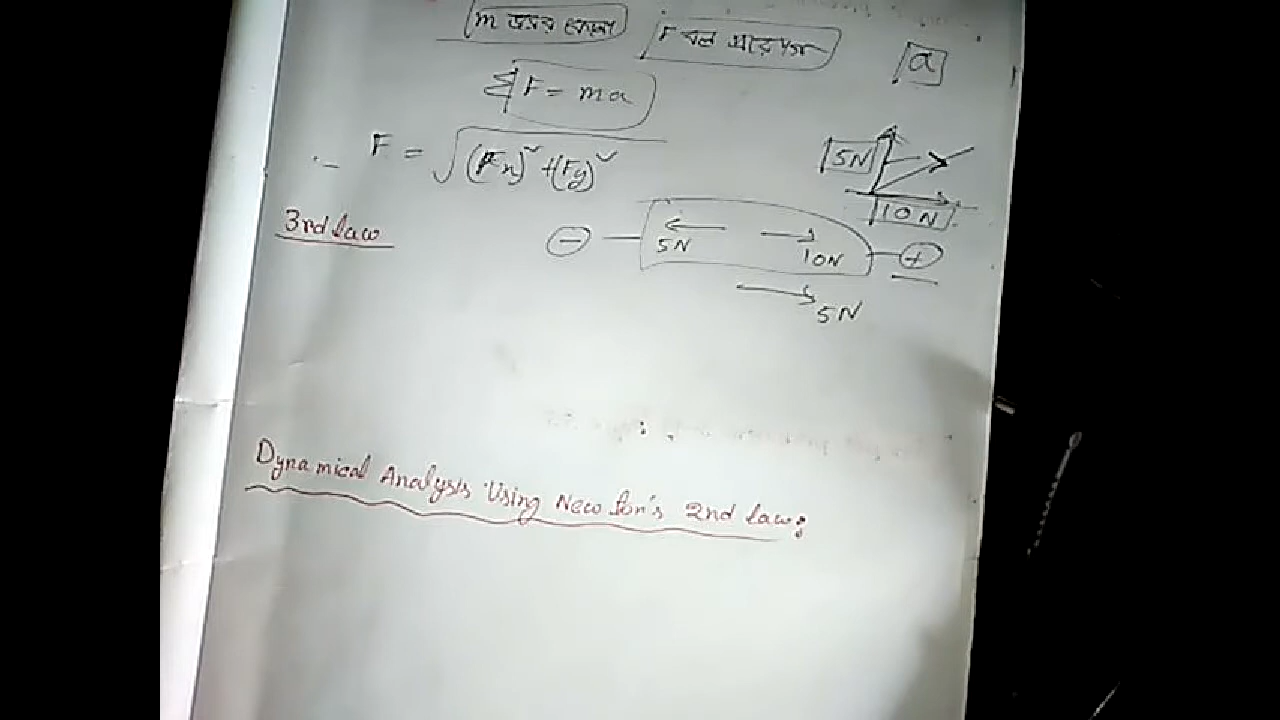 m ভরের কোনো F বল প্রয়োগ a
ΣF = ma
∴ F = √(Fx)² + (Fy)²
5N
10N
3rd law
− 5N 10N +
5N
Dynamical Analysis Using Newton's 2nd law: